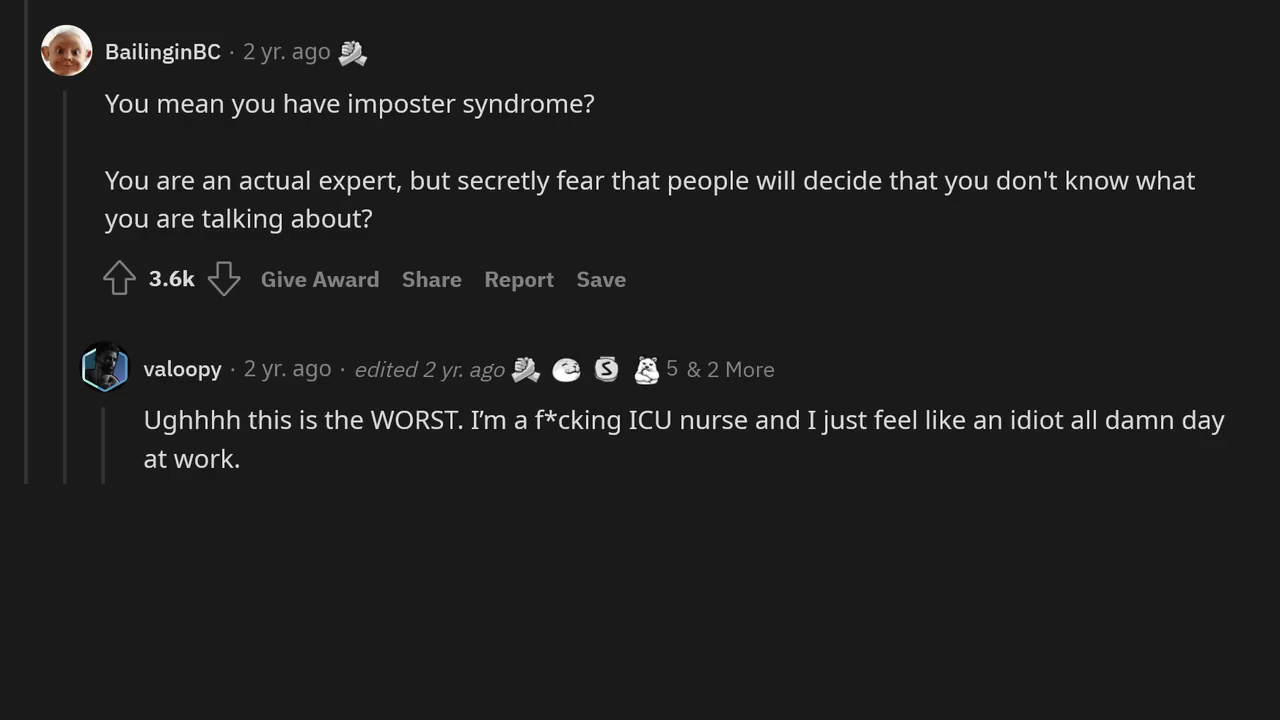 BailinginBC · 2 yr. ago
You mean you have imposter syndrome?
You are an actual expert, but secretly fear that people will decide that you don't know what
you are talking about?
3.6k Give Award Share Report Save
valoopy · 2 yr. ago · edited 2 yr. ago S 5 & 2 More
Ughhhh this is the WORST. I’m a f*cking ICU nurse and I just feel like an idiot all damn day
at work.